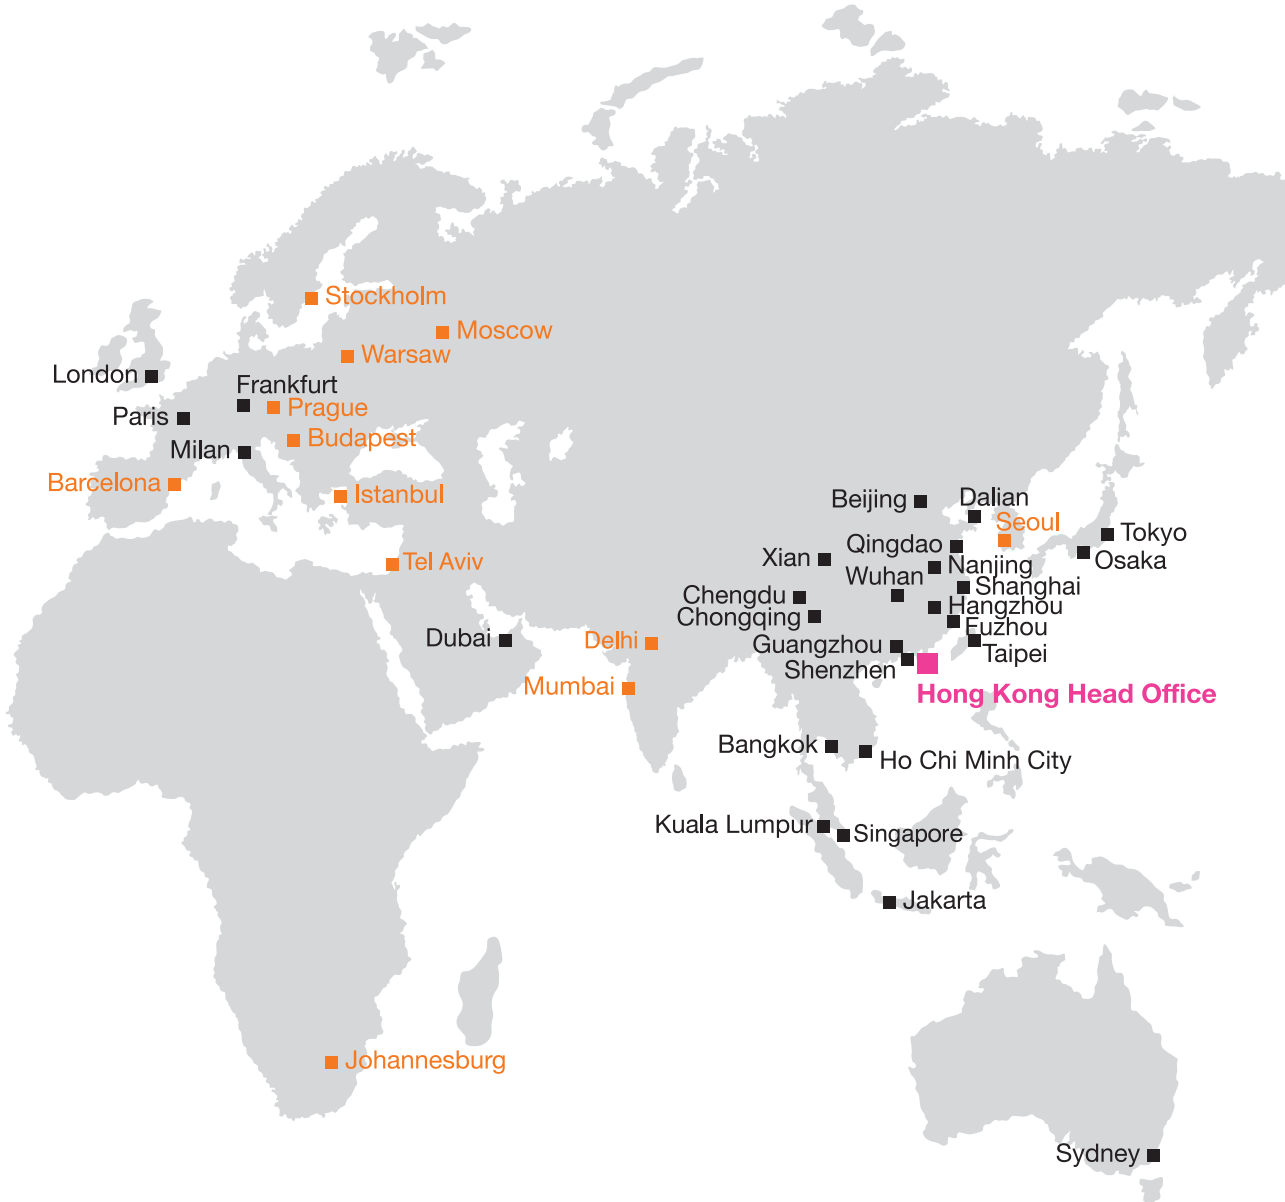 Stockholm
Moscow
Warsaw
London
Frankfurt
Prague
Paris
Budapest
Milan
Barcelona
Istanbul
Beijing
Dalian
Seoul
Tokyo
Qingdao
Osaka
Xian
Tel Aviv
Nanjing
Wuhan
Shanghai
Chengdu
Hangzhou
Chongqing
Fuzhou
Dubai
Delhi
Guangzhou
Taipei
Shenzhen
Mumbai
Hong Kong Head Office
Bangkok
Ho Chi Minh City
Kuala Lumpur
Singapore
Jakarta
Johannesburg
Sydney